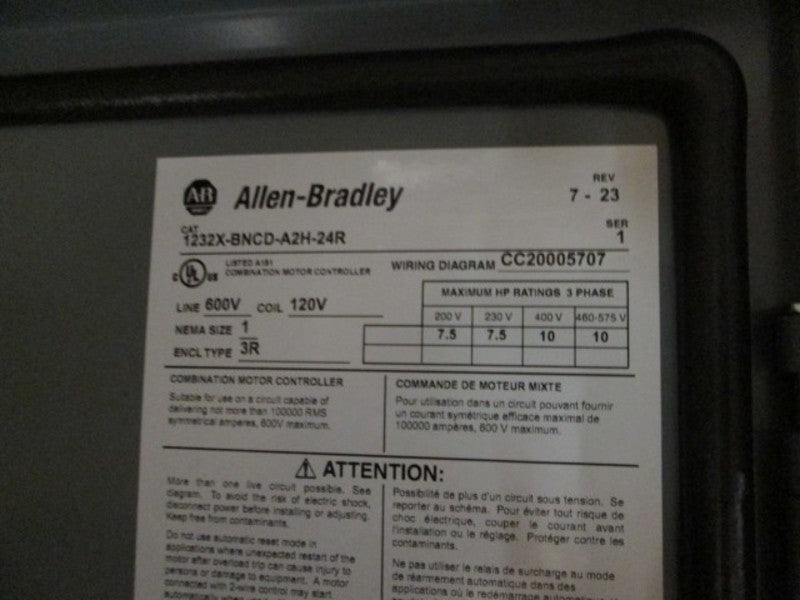 AB Allen-Bradley
REV
7 - 23
CAT
1232X-BNCD-A2H-24R
SER
1
C UL US LISTED A191
COMBINATION MOTOR CONTROLLER
WIRING DIAGRAM CC20005707
LINE 600V COIL 120V
NEMA SIZE 1
ENCL TYPE 3R
MAXIMUM HP RATINGS 3 PHASE
200 V 230 V 400 V 460-575 V
7.5 7.5 10 10
COMBINATION MOTOR CONTROLLER
Suitable for use on a circuit capable of
delivering not more than 100000 RMS
symmetrical amperes, 600V maximum.
COMMANDE DE MOTEUR MIXTE
Pour utilisation dans un circuit pouvant fournir
un courant symétrique efficace maximal de
100000 ampères, 600 V maximum.
ATTENTION:
More than one live circuit possible. See
diagram. To avoid the risk of electric shock,
disconnect power before installing or adjusting.
Keep free from contaminants.
Do not use automatic reset mode in
applications where unexpected restart of the
motor after overload trip can cause injury to
persons or damage to equipment. A motor
connected with 2-wire control may start
Possibilité de plus d'un circuit sous tension. Se
reporter au schéma. Pour éviter tout risque de
choc électrique, couper le courant avant
l'installation ou le réglage. Protéger contre les
contaminants.
Ne pas utiliser le relais de surcharge au mode
de réarmement automatique dans des
applications où le redémarrage automatique